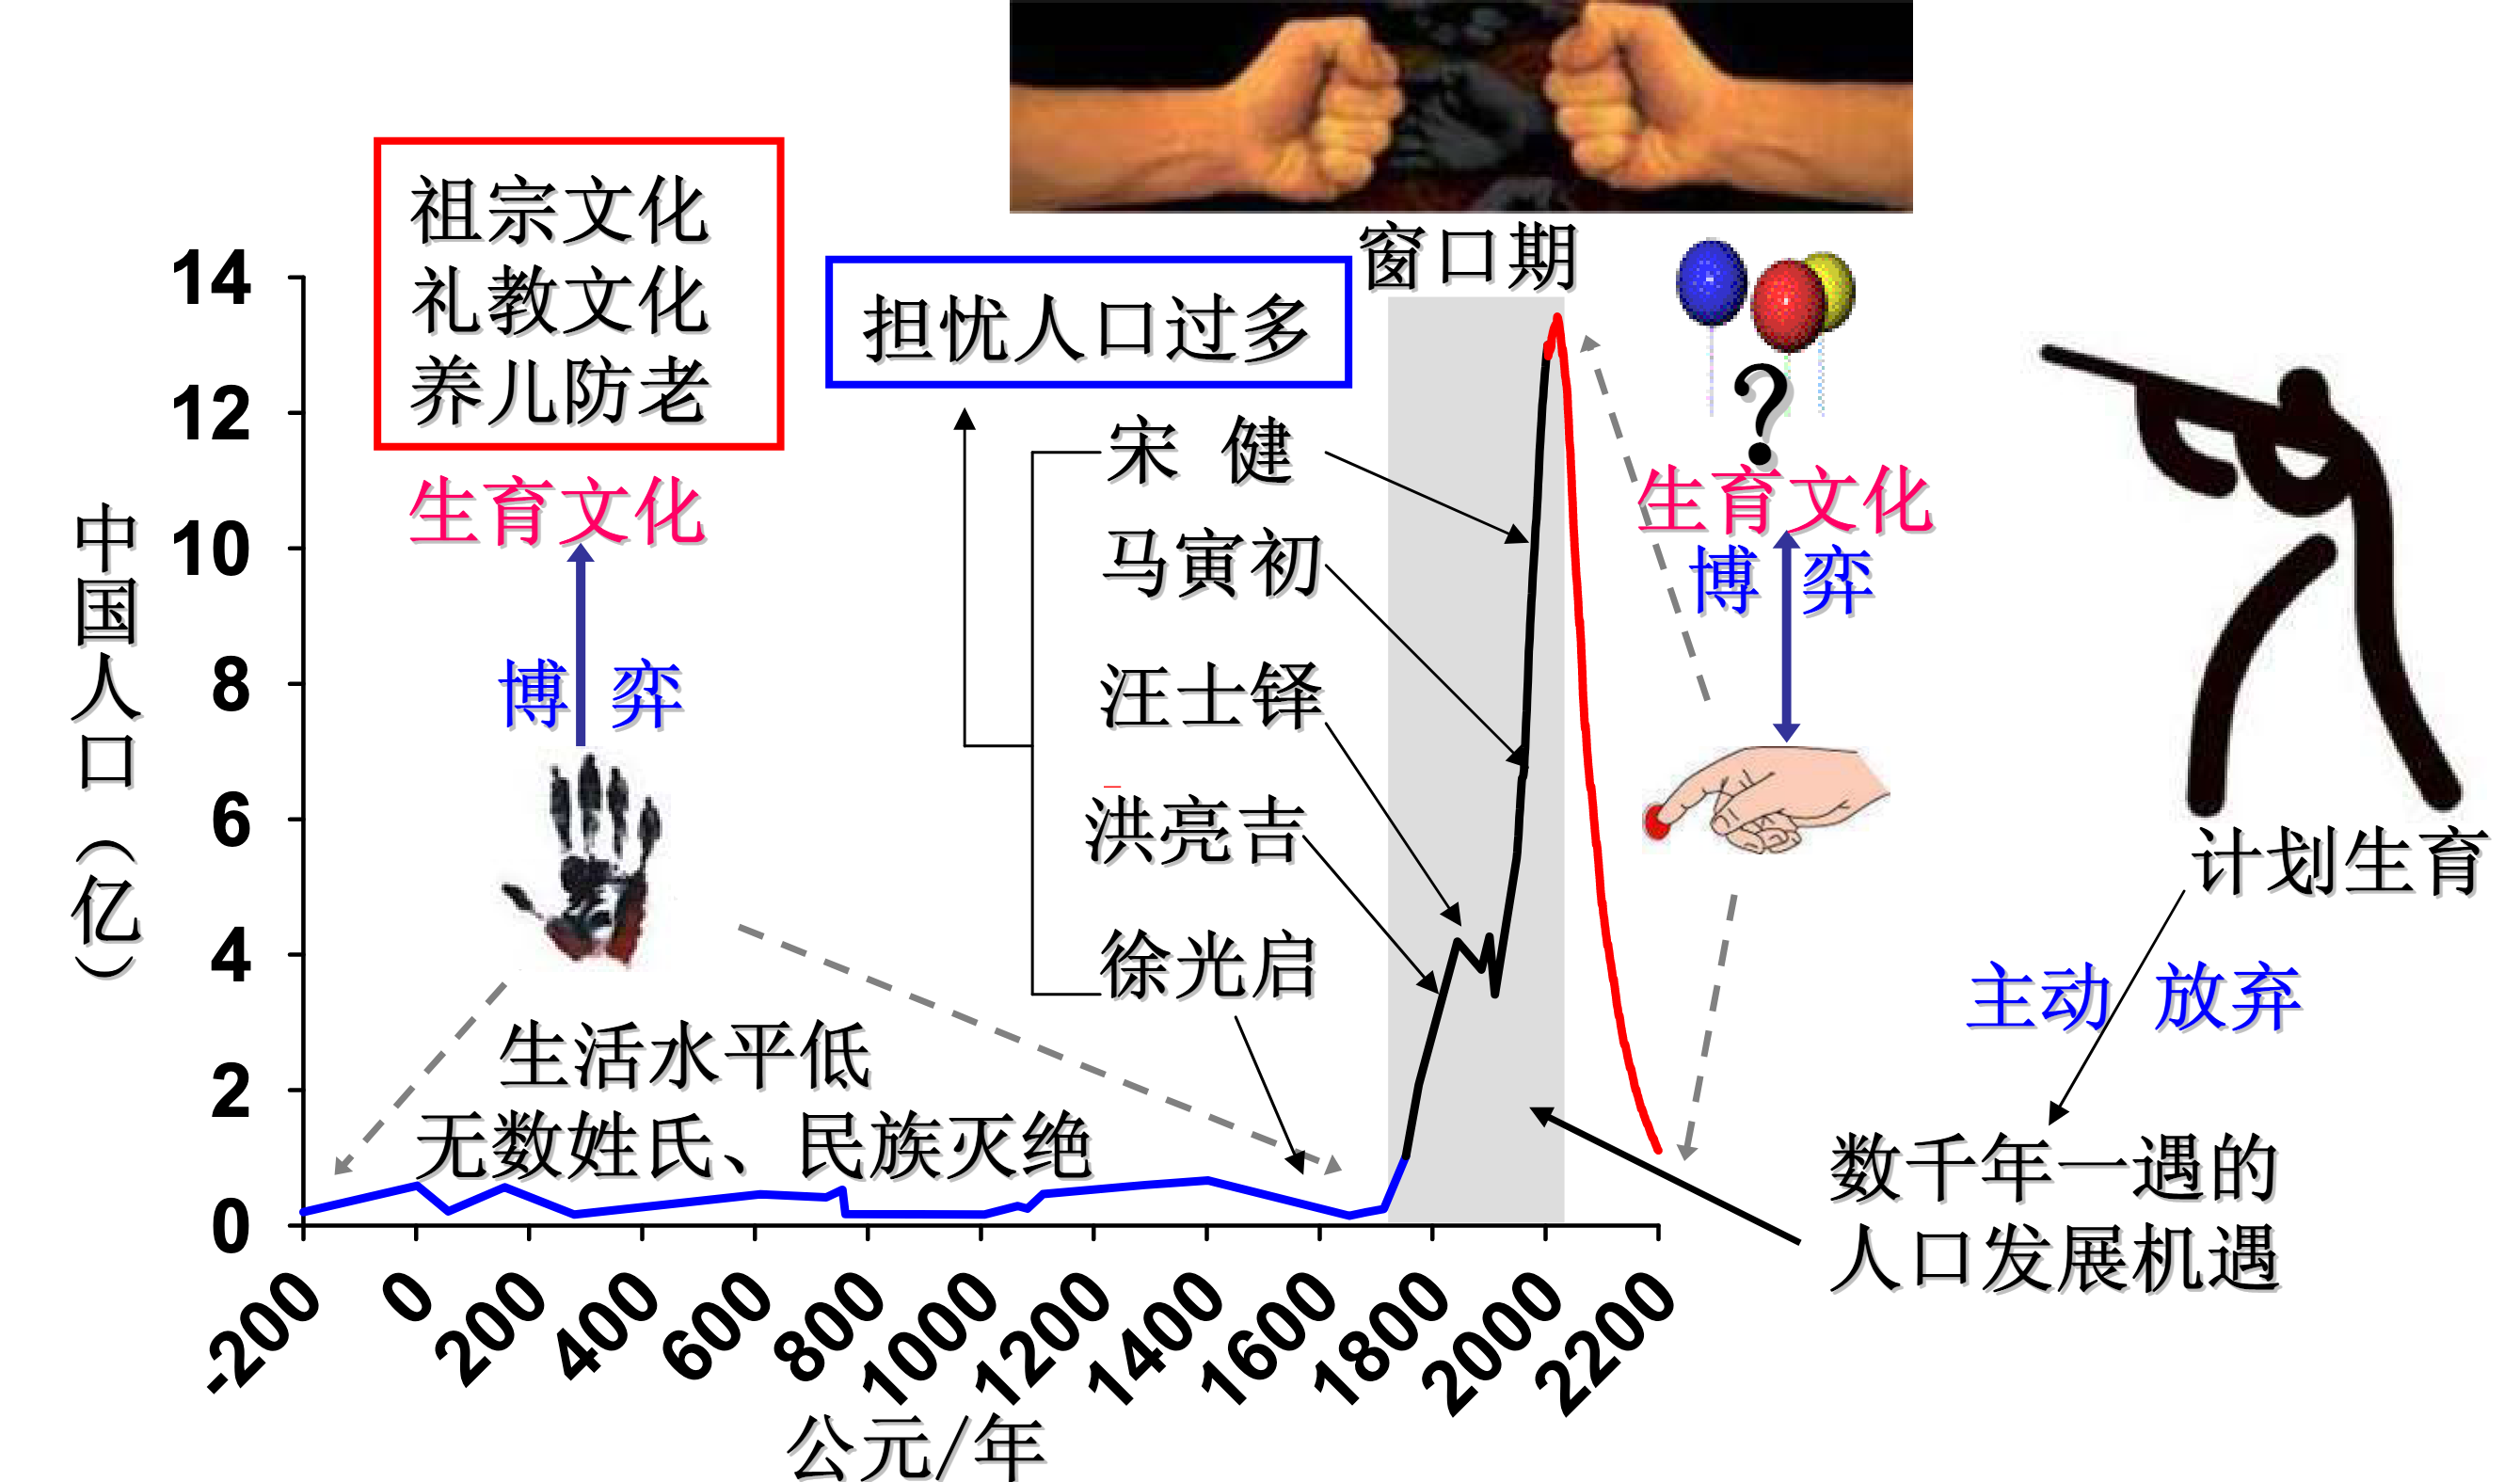 祖宗文化
礼教文化
养儿防老
生育文化
博 弈
担忧人口过多
窗口期
宋 健
马寅初
汪士铎
洪亮吉
徐光启
?
生育文化
博 弈
计划生育
主动 放弃
数千年一遇的
人口发展机遇
生活水平低
无数姓氏、民族灭绝
中国人口（亿）
14
12
10
8
6
4
2
0
-200
0
200
400
600
800
1000
1200
1400
1600
1800
2000
2200
公元/年